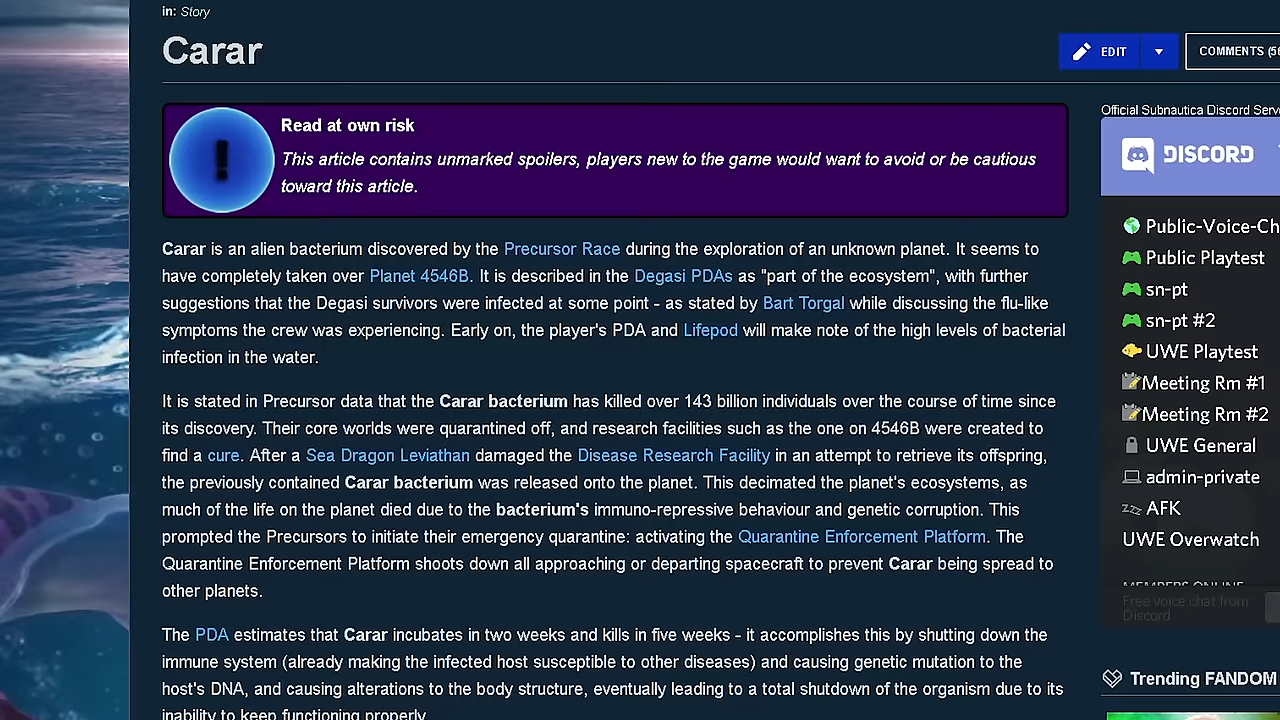 in: Story
Carar
EDIT
COMMENTS (5
Read at own risk
This article contains unmarked spoilers, players new to the game would want to avoid or be cautious
toward this article.
Carar is an alien bacterium discovered by the Precursor Race during the exploration of an unknown planet. It seems to
have completely taken over Planet 4546B. It is described in the Degasi PDAs as "part of the ecosystem", with further
suggestions that the Degasi survivors were infected at some point - as stated by Bart Torgal while discussing the flu-like
symptoms the crew was experiencing. Early on, the player's PDA and Lifepod will make note of the high levels of bacterial
infection in the water.
It is stated in Precursor data that the Carar bacterium has killed over 143 billion individuals over the course of time since
its discovery. Their core worlds were quarantined off, and research facilities such as the one on 4546B were created to
find a cure. After a Sea Dragon Leviathan damaged the Disease Research Facility in an attempt to retrieve its offspring,
the previously contained Carar bacterium was released onto the planet. This decimated the planet's ecosystems, as
much of the life on the planet died due to the bacterium's immuno-repressive behaviour and genetic corruption. This
prompted the Precursors to initiate their emergency quarantine: activating the Quarantine Enforcement Platform. The
Quarantine Enforcement Platform shoots down all approaching or departing spacecraft to prevent Carar being spread to
other planets.
The PDA estimates that Carar incubates in two weeks and kills in five weeks - it accomplishes this by shutting down the
immune system (already making the infected host susceptible to other diseases) and causing genetic mutation to the
host's DNA, and causing alterations to the body structure, eventually leading to a total shutdown of the organism due to its
inability to keep functioning properly.
Official Subnautica Discord Serv
DISCORD
Public-Voice-Ch
Public Playtest
sn-pt
sn-pt #2
UWE Playtest
Meeting Rm #1
Meeting Rm #2
UWE General
admin-private
AFK
UWE Overwatch
MEMBERS ONLINE
Free voice chat from
Discord
Trending FANDOM